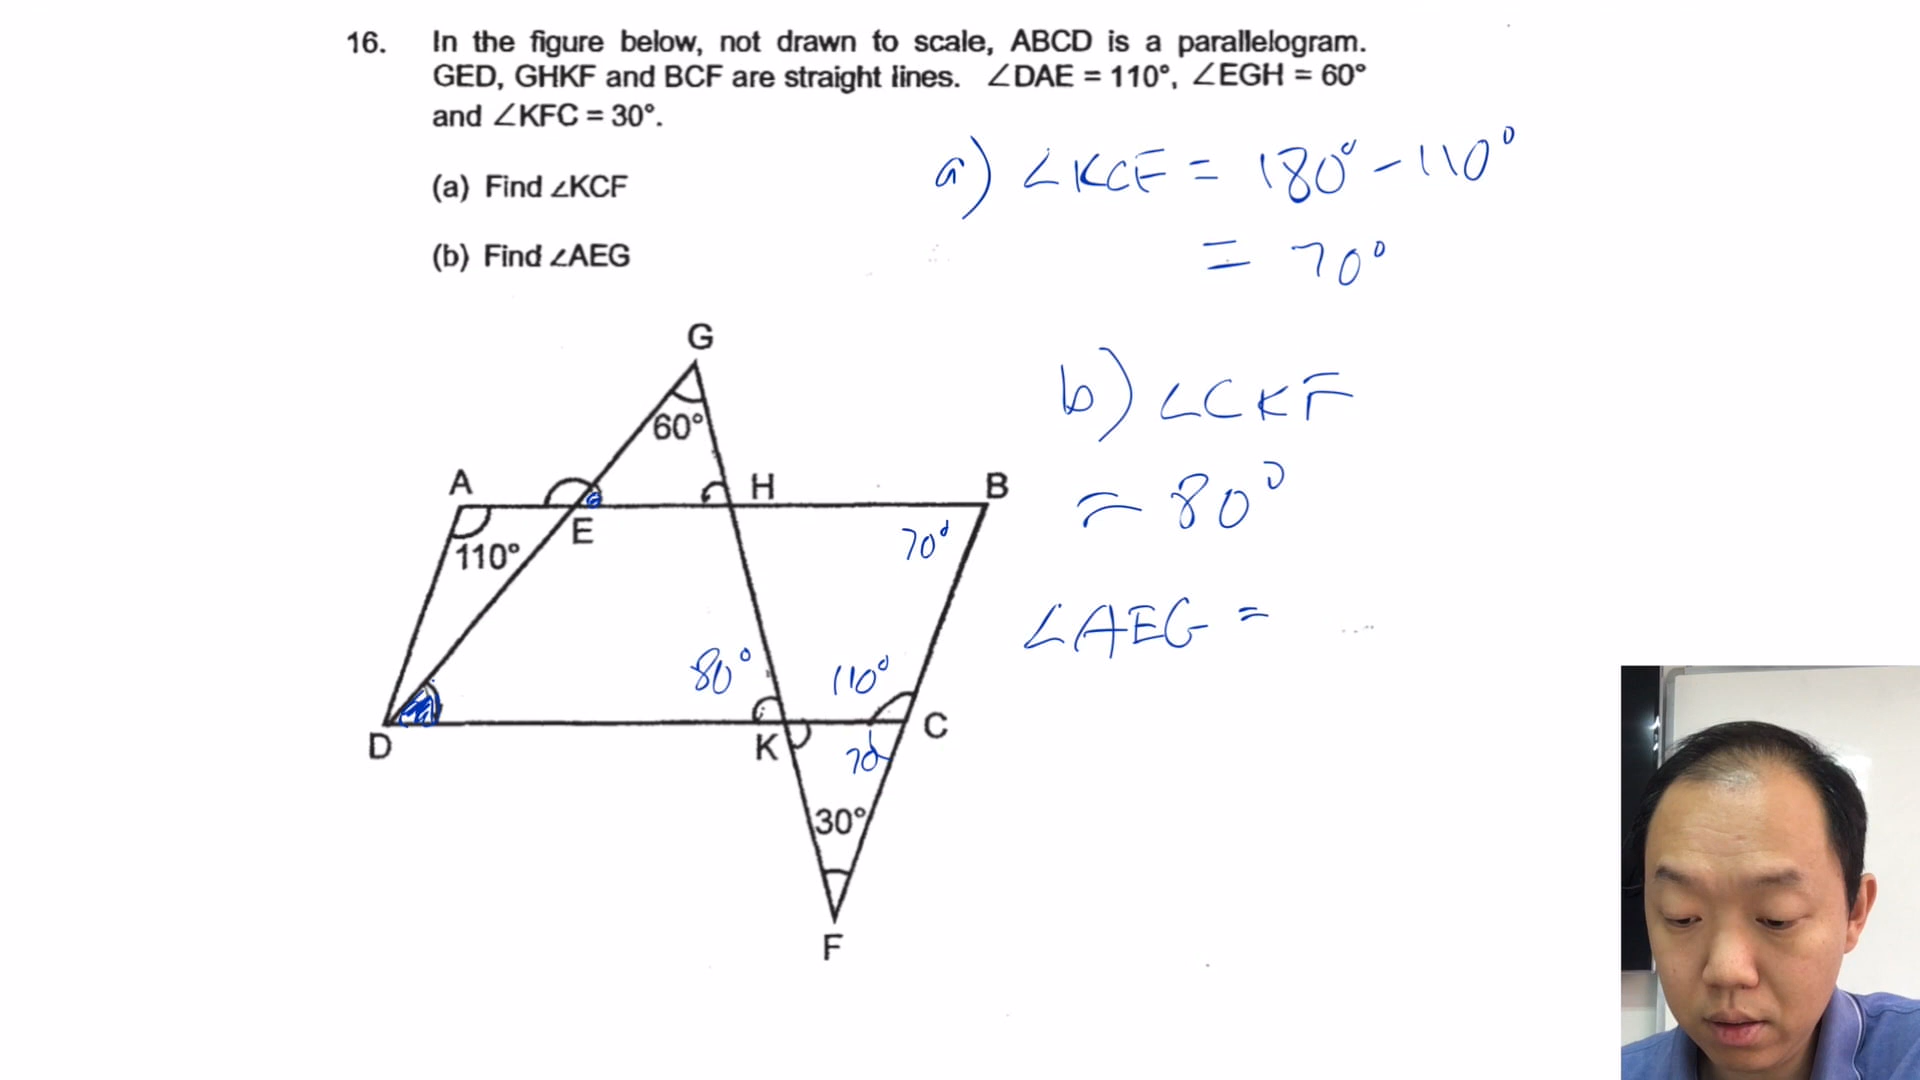 16. In the figure below, not drawn to scale, ABCD is a parallelogram.
GED, GHKF and BCF are straight lines. ∠DAE = 110°, ∠EGH = 60°
and ∠KFC = 30°.
(a) Find ∠KCF
(b) Find ∠AEG
a) ∠KCF = 180° - 110°
= 70°
b) ∠CKF
= 80°
∠AEG =
G
60°
A
H
B
E
110°
70°
80°
110°
D
K
C
70
30°
F